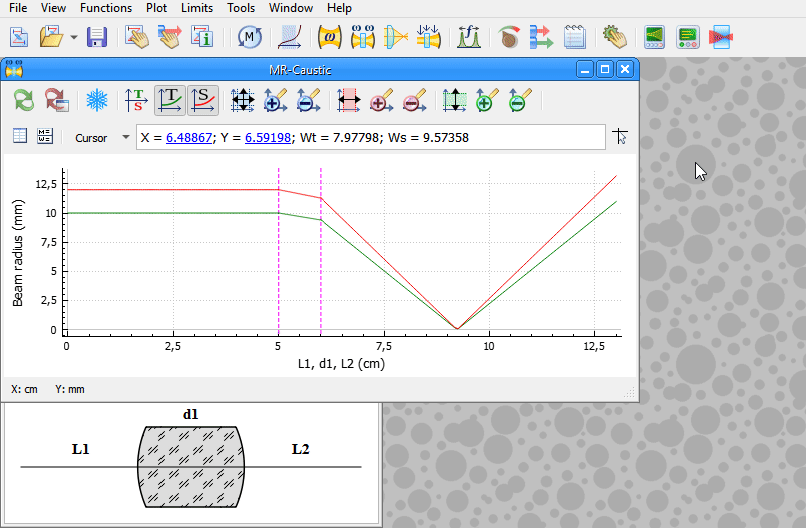 File View Functions Plot Limits Tools Window Help
M ω ω ƒ
MR-Caustic
T S T S
Cursor X = 6.48867; Y = 6.59198; Wt = 7.97798; Ws = 9.57358
Beam radius (mm)
12,5
10
7,5
5
2,5
0
0 2,5 5 7,5 10 12,5
L1, d1, L2 (cm)
X: cm Y: mm
d1
L1 L2